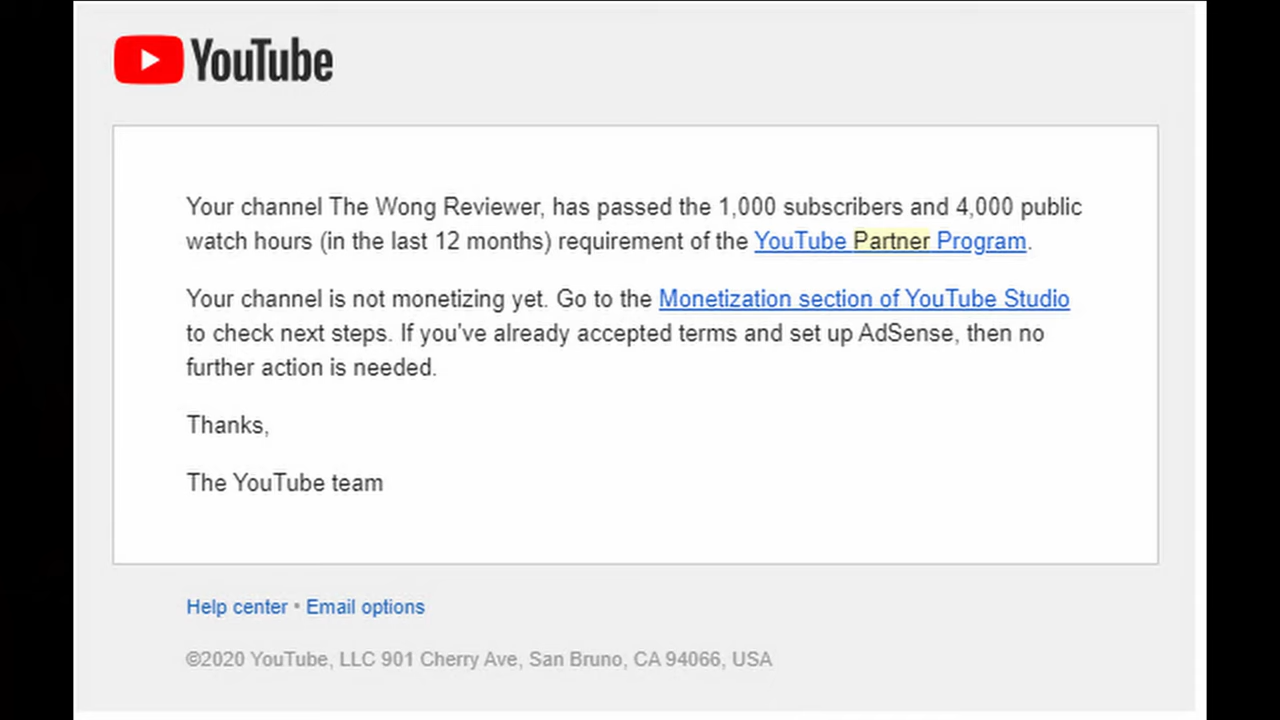 YouTube
Your channel The Wong Reviewer, has passed the 1,000 subscribers and 4,000 public
watch hours (in the last 12 months) requirement of the YouTube Partner Program.
Your channel is not monetizing yet. Go to the Monetization section of YouTube Studio
to check next steps. If you've already accepted terms and set up AdSense, then no
further action is needed.
Thanks,
The YouTube team
Help center • Email options
©2020 YouTube, LLC 901 Cherry Ave, San Bruno, CA 94066, USA